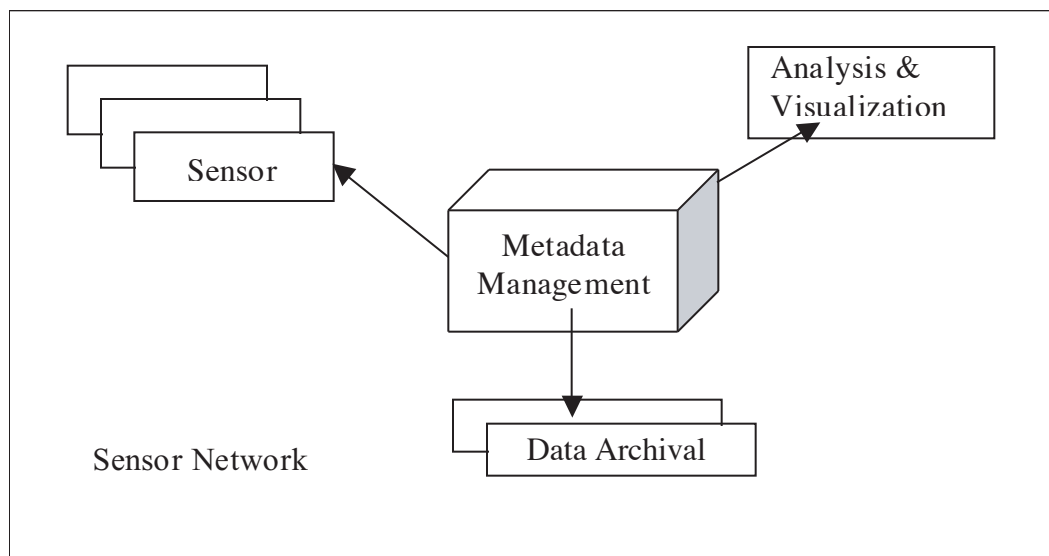 Analysis &
Visualization
Sensor
Metadata
Management
Data Archival
Sensor Network